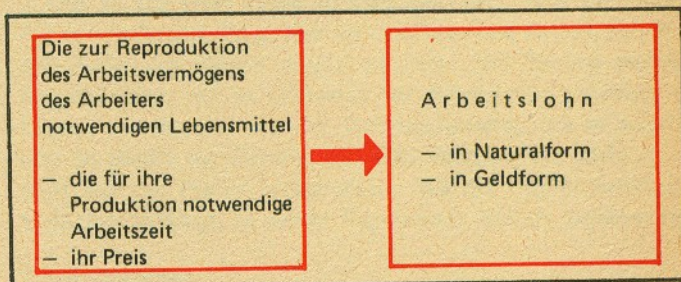 Die zur Reproduktion
des Arbeitsvermögens
des Arbeiters
notwendigen Lebensmittel
— die für ihre
Produktion notwendige
Arbeitszeit
— ihr Preis
Arbeitslohn
— in Naturalform
— in Geldform